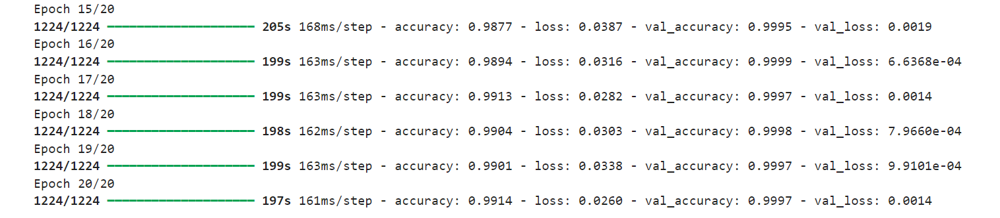 Epoch 15/20
1224/1224 ━━━━━━━━━━━━━━━━━━━━ 205s 168ms/step - accuracy: 0.9877 - loss: 0.0387 - val_accuracy: 0.9995 - val_loss: 0.0019
Epoch 16/20
1224/1224 ━━━━━━━━━━━━━━━━━━━━ 199s 163ms/step - accuracy: 0.9894 - loss: 0.0316 - val_accuracy: 0.9999 - val_loss: 6.6368e-04
Epoch 17/20
1224/1224 ━━━━━━━━━━━━━━━━━━━━ 199s 163ms/step - accuracy: 0.9913 - loss: 0.0282 - val_accuracy: 0.9997 - val_loss: 0.0014
Epoch 18/20
1224/1224 ━━━━━━━━━━━━━━━━━━━━ 198s 162ms/step - accuracy: 0.9904 - loss: 0.0303 - val_accuracy: 0.9998 - val_loss: 7.9660e-04
Epoch 19/20
1224/1224 ━━━━━━━━━━━━━━━━━━━━ 199s 163ms/step - accuracy: 0.9901 - loss: 0.0338 - val_accuracy: 0.9997 - val_loss: 9.9101e-04
Epoch 20/20
1224/1224 ━━━━━━━━━━━━━━━━━━━━ 197s 161ms/step - accuracy: 0.9914 - loss: 0.0260 - val_accuracy: 0.9997 - val_loss: 0.0014